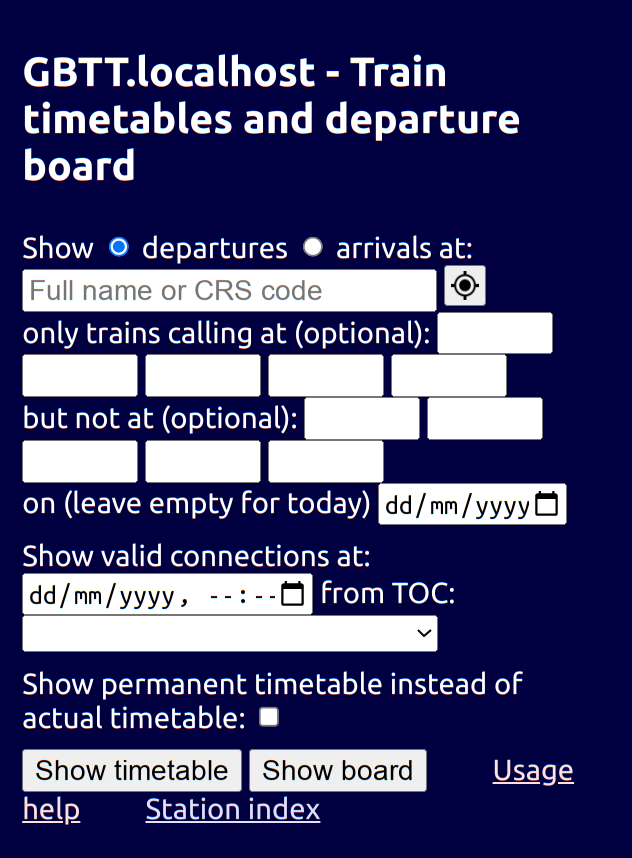 GBTT.localhost - Train
timetables and departure
board
Show departures arrivals at:
Full name or CRS code
only trains calling at (optional):
but not at (optional):
on (leave empty for today) dd/mm/yyyy
Show valid connections at:
dd/mm/yyyy, --:-- from TOC:
Show permanent timetable instead of
actual timetable:
Show timetable Show board Usage
help Station index